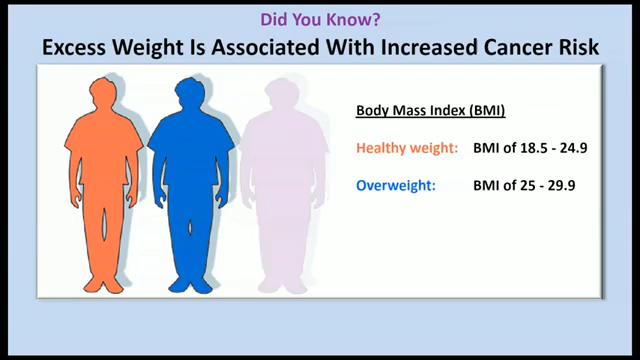 Did You Know?
Excess Weight Is Associated With Increased Cancer Risk
Body Mass Index (BMI)
Healthy weight: BMI of 18.5 - 24.9
Overweight: BMI of 25 - 29.9